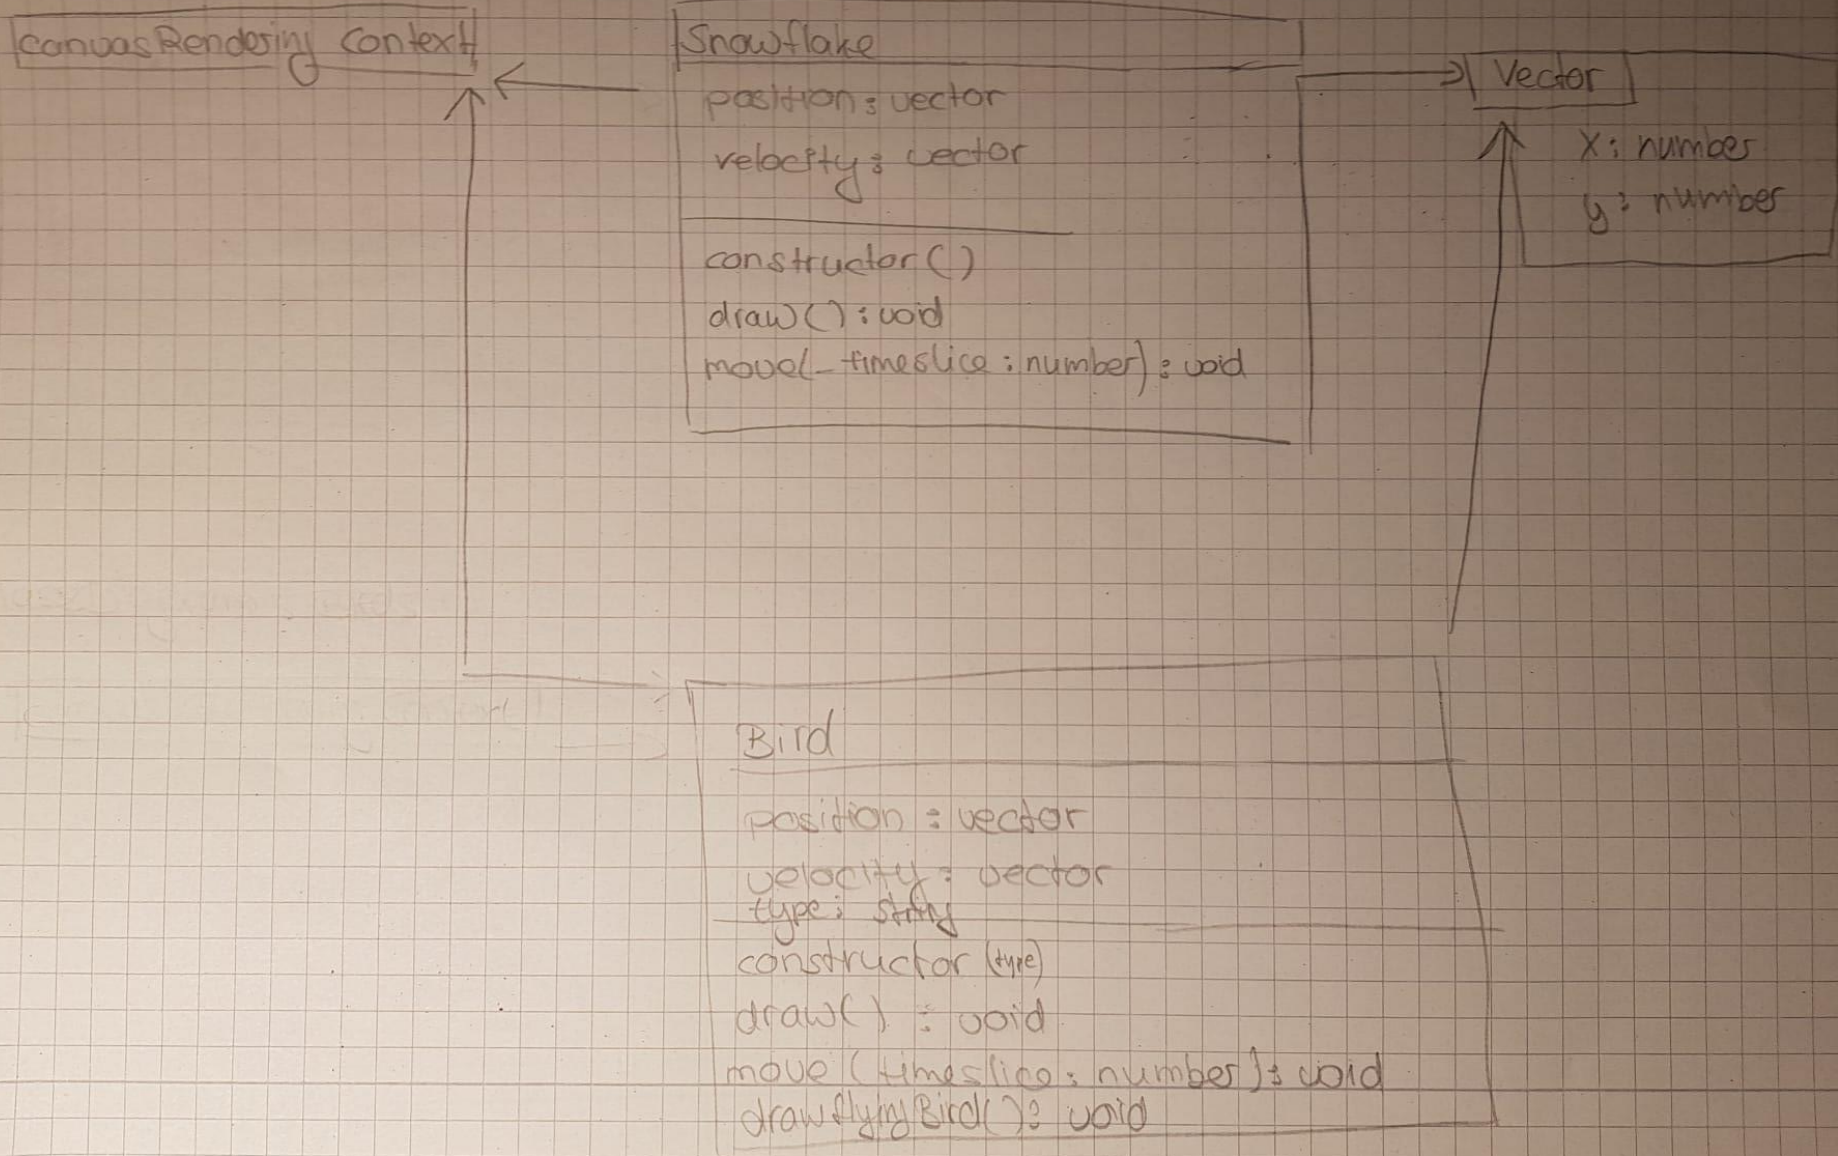 canvasRendering Context
Snowflake
position: vector
velocity: vector
constructor()
draw(): void
move(_timeslice: number): void
Vector
x: number
y: number
Bird
position: vector
velocity: vector
type: string
constructor (type)
draw() : void
move (timeslice: number): void
drawflyingBird(): void